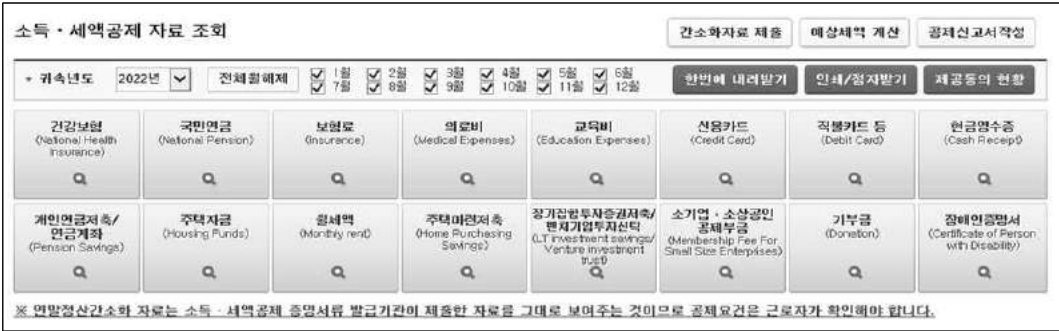 소득 · 세액공제 자료 조회
간소화자료 제출
예상세액 계산
공제신고서작성
귀속년도
2022년
전체월해제
1월 2월 3월 4월 5월 6월
7월 8월 9월 10월 11월 12월
한번에 내려받기
인쇄/점자받기
제공동의 현황
건강보험
(National Health
Insurance)
국민연금
(National Pension)
보험료
(Insurance)
의료비
(Medical Expenses)
교육비
(Education Expenses)
신용카드
(Credit Card)
직불카드 등
(Debit Card)
현금영수증
(Cash Receipt)
개인연금저축/
연금계좌
(Pension Savings)
주택자금
(Housing Funds)
월세액
(Monthly rent)
주택마련저축
(Home Purchasing
Savings)
장기집합투자증권저축/
벤처기업투자신탁
(LT investment savings/
Venture investment
trust)
소기업 · 소상공인
공제부금
(Membership Fee For
Small Size Enterprises)
기부금
(Donation)
장애인증명서
(Certificate of Person
with Disability)
※ 연말정산간소화 자료는 소득 · 세액공제 증명서류 발급기관이 제출한 자료를 그대로 보여주는 것이므로 공제요건은 근로자가 확인해야 합니다.